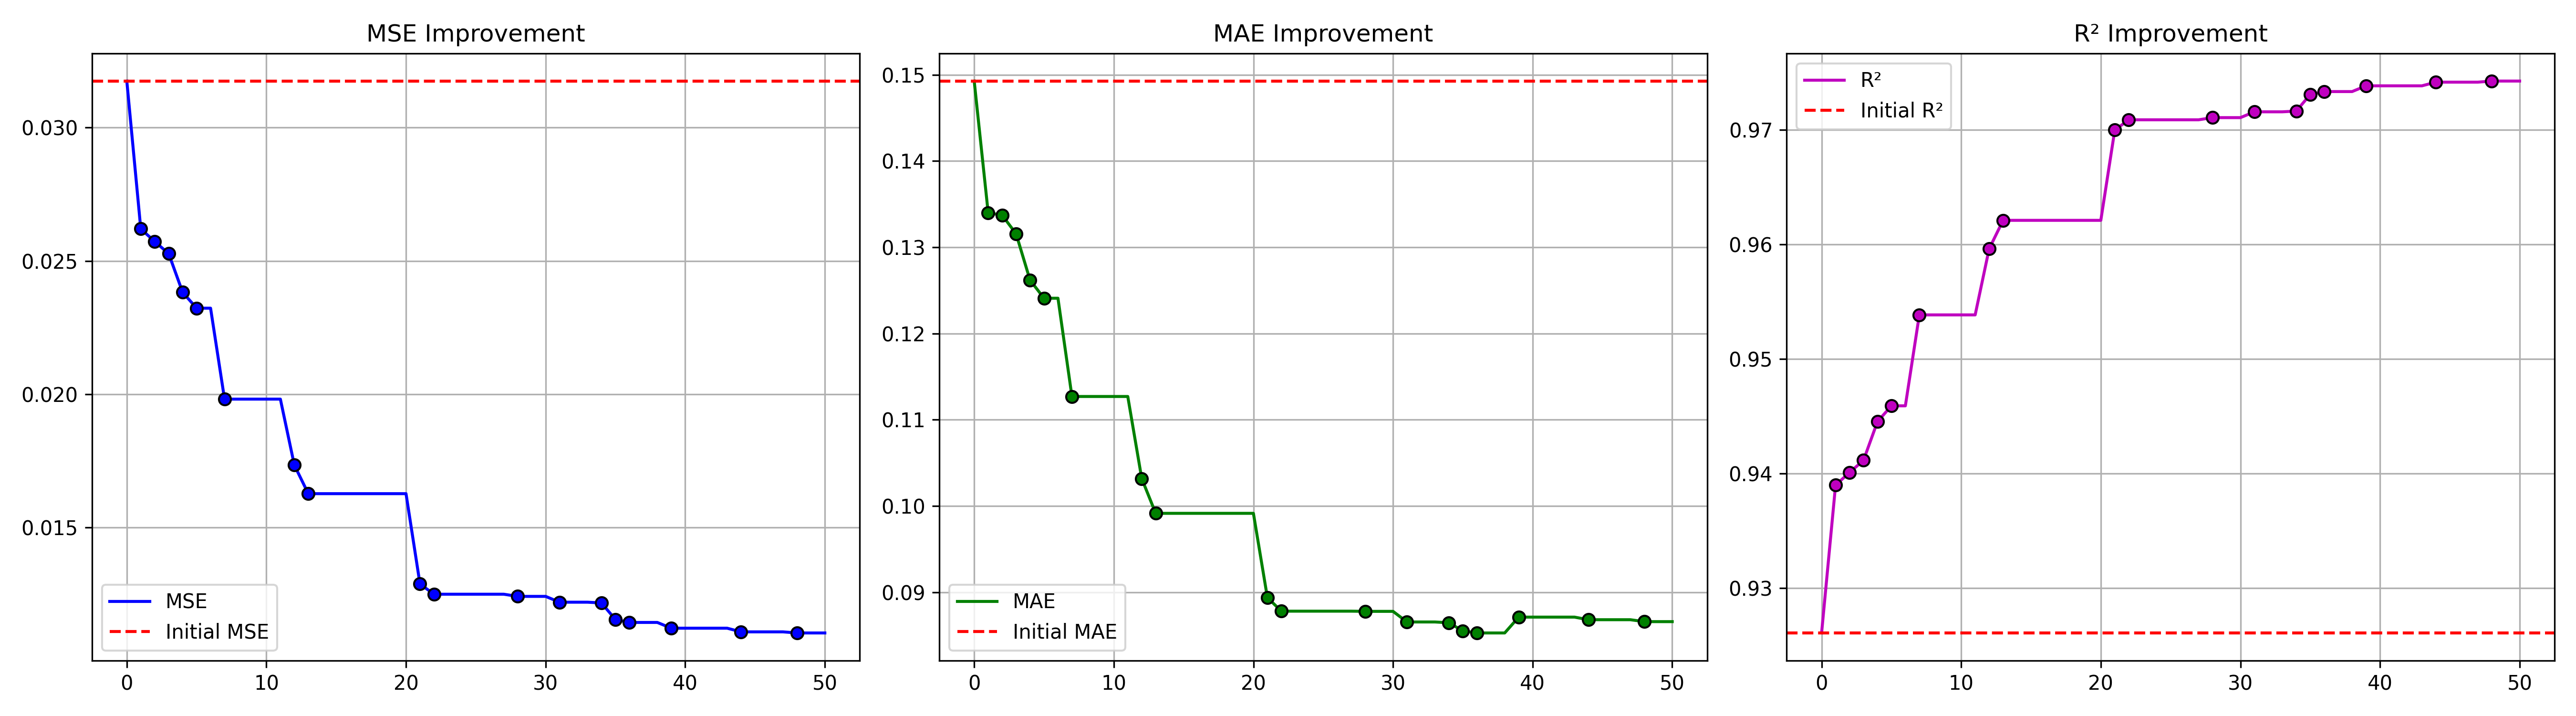 MSE Improvement
0.030
0.025
0.020
0.015
MSE
Initial MSE
0 10 20 30 40 50
MAE Improvement
0.15
0.14
0.13
0.12
0.11
0.10
0.09
MAE
Initial MAE
0 10 20 30 40 50
R² Improvement
R²
Initial R²
0.97
0.96
0.95
0.94
0.93
0 10 20 30 40 50